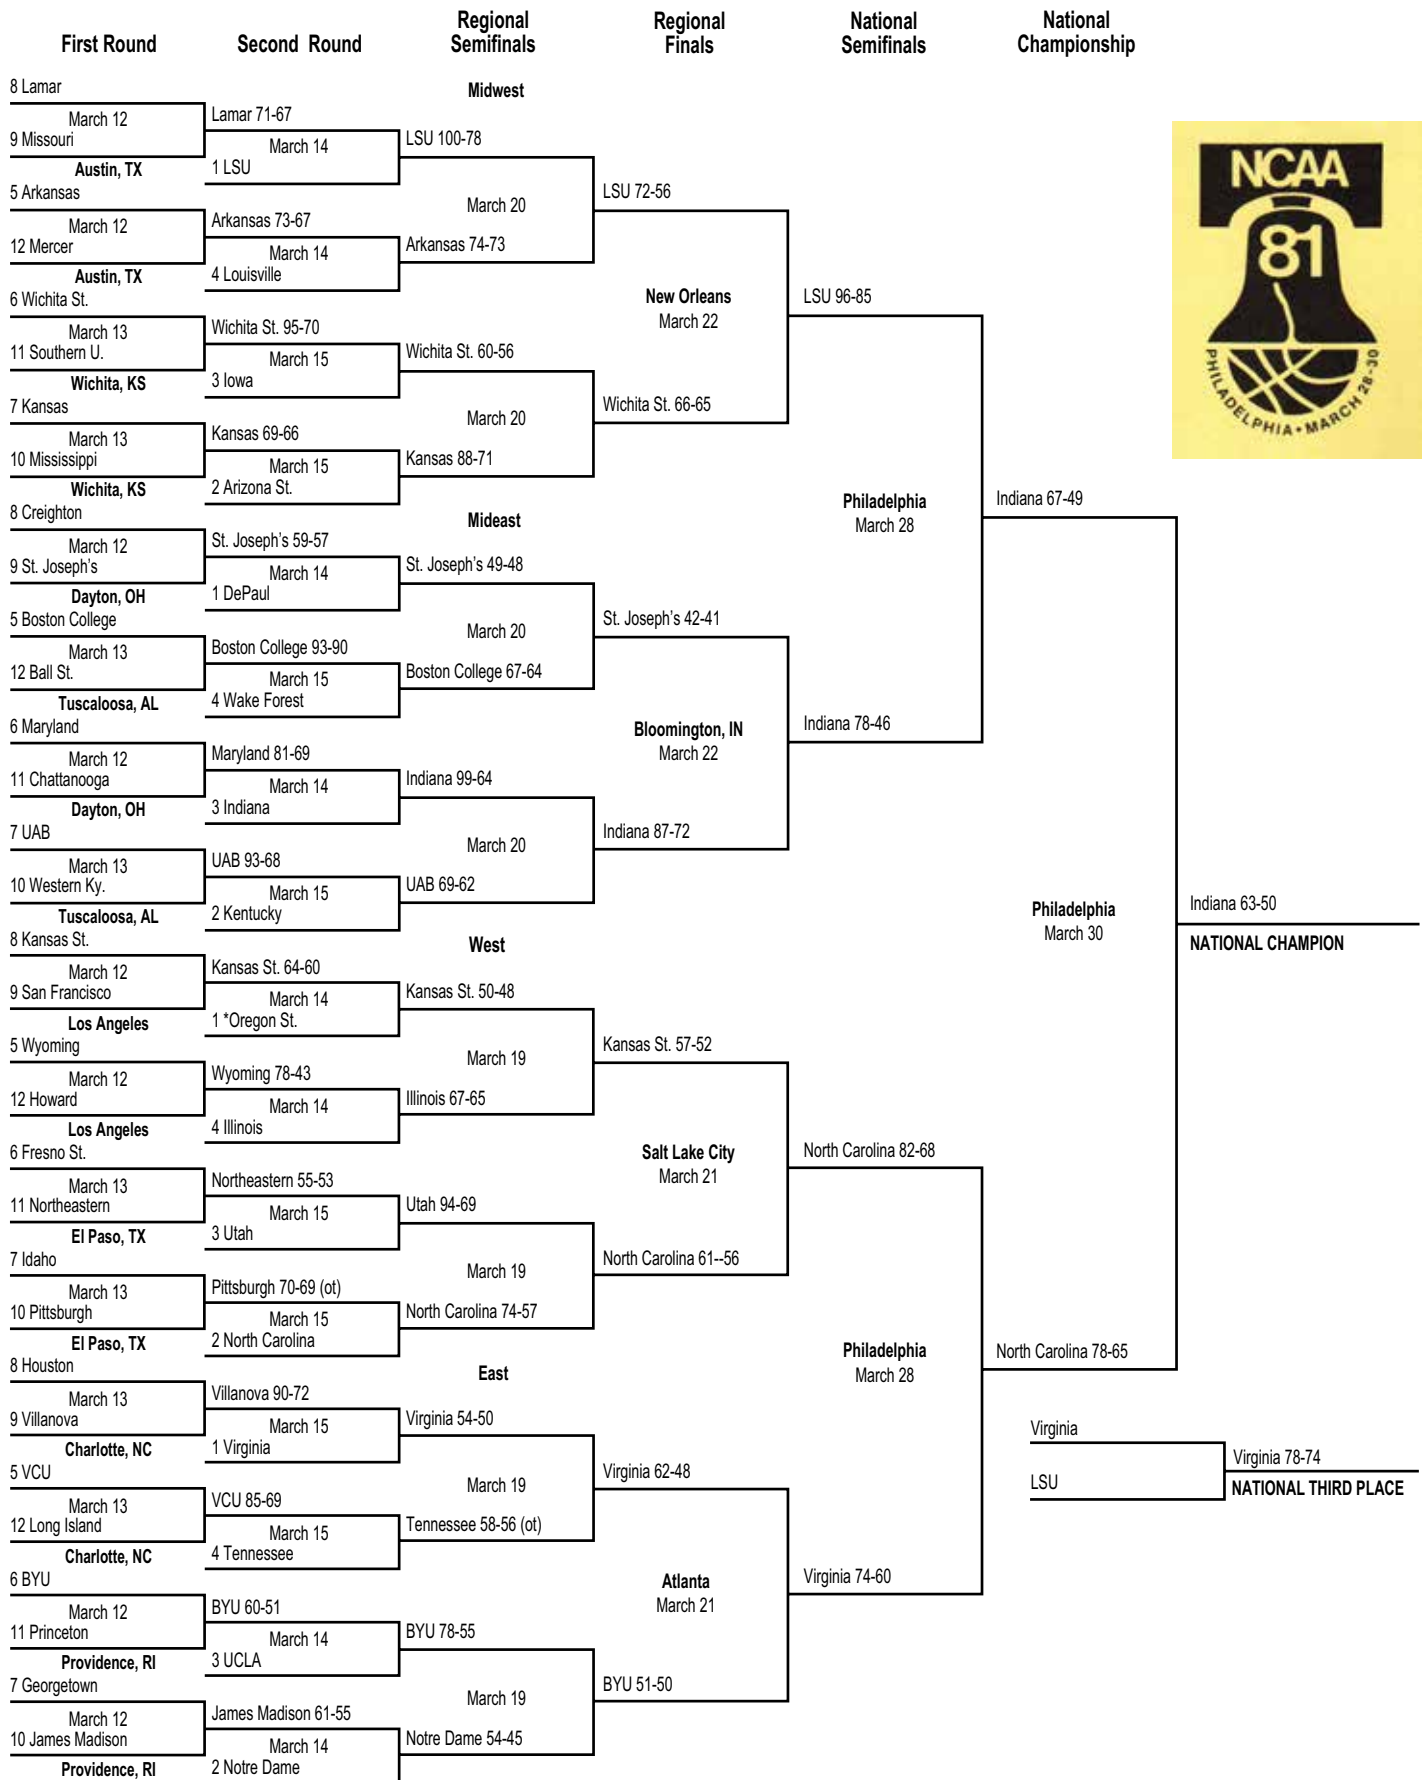 First Round
Second Round
Regional
Semifinals
Regional
Finals
National
Semifinals
National
Championship
Midwest
8 Lamar
March 12
9 Missouri
Austin, TX
5 Arkansas
March 12
12 Mercer
Austin, TX
6 Wichita St.
March 13
11 Southern U.
Wichita, KS
7 Kansas
March 13
10 Mississippi
Wichita, KS
Lamar 71-67
March 14
1 LSU
Arkansas 73-67
March 14
4 Louisville
Wichita St. 95-70
March 15
3 Iowa
Kansas 69-66
March 15
2 Arizona St.
LSU 100-78
March 20
Arkansas 74-73
Wichita St. 60-56
March 20
Kansas 88-71
LSU 72-56
New Orleans
March 22
Wichita St. 66-65
LSU 96-85
Mideast
8 Creighton
March 12
9 St. Joseph's
Dayton, OH
5 Boston College
March 13
12 Ball St.
Tuscaloosa, AL
6 Maryland
March 12
11 Chattanooga
Dayton, OH
7 UAB
March 13
10 Western Ky.
Tuscaloosa, AL
St. Joseph's 59-57
March 14
1 DePaul
Boston College 93-90
March 15
4 Wake Forest
Maryland 81-69
March 14
3 Indiana
UAB 93-68
March 15
2 Kentucky
St. Joseph's 49-48
March 20
Boston College 67-64
Indiana 99-64
March 20
UAB 69-62
St. Joseph's 42-41
Bloomington, IN
March 22
Indiana 87-72
Indiana 78-46
West
8 Kansas St.
March 12
9 San Francisco
Los Angeles
5 Wyoming
March 12
12 Howard
Los Angeles
6 Fresno St.
March 13
11 Northeastern
El Paso, TX
7 Idaho
March 13
10 Pittsburgh
El Paso, TX
Kansas St. 64-60
March 14
1 *Oregon St.
Wyoming 78-43
March 14
4 Illinois
Northeastern 55-53
March 15
3 Utah
Pittsburgh 70-69 (ot)
March 15
2 North Carolina
Kansas St. 50-48
March 19
Illinois 67-65
Utah 94-69
March 19
North Carolina 74-57
Kansas St. 57-52
Salt Lake City
March 21
North Carolina 61--56
North Carolina 82-68
East
8 Houston
March 13
9 Villanova
Charlotte, NC
5 VCU
March 13
12 Long Island
Charlotte, NC
6 BYU
March 12
11 Princeton
Providence, RI
7 Georgetown
March 12
10 James Madison
Providence, RI
Villanova 90-72
March 15
1 Virginia
VCU 85-69
March 15
4 Tennessee
BYU 60-51
March 14
3 UCLA
James Madison 61-55
March 14
2 Notre Dame
Virginia 54-50
March 19
Tennessee 58-56 (ot)
BYU 78-55
March 19
Notre Dame 54-45
Virginia 62-48
Atlanta
March 21
BYU 51-50
Virginia 74-60
Philadelphia
March 28
Indiana 67-49
Philadelphia
March 28
North Carolina 78-65
Philadelphia
March 30
Indiana 63-50
NATIONAL CHAMPION
Virginia
LSU
Virginia 78-74
NATIONAL THIRD PLACE
NCAA
81
PHILADELPHIA • MARCH 28-30